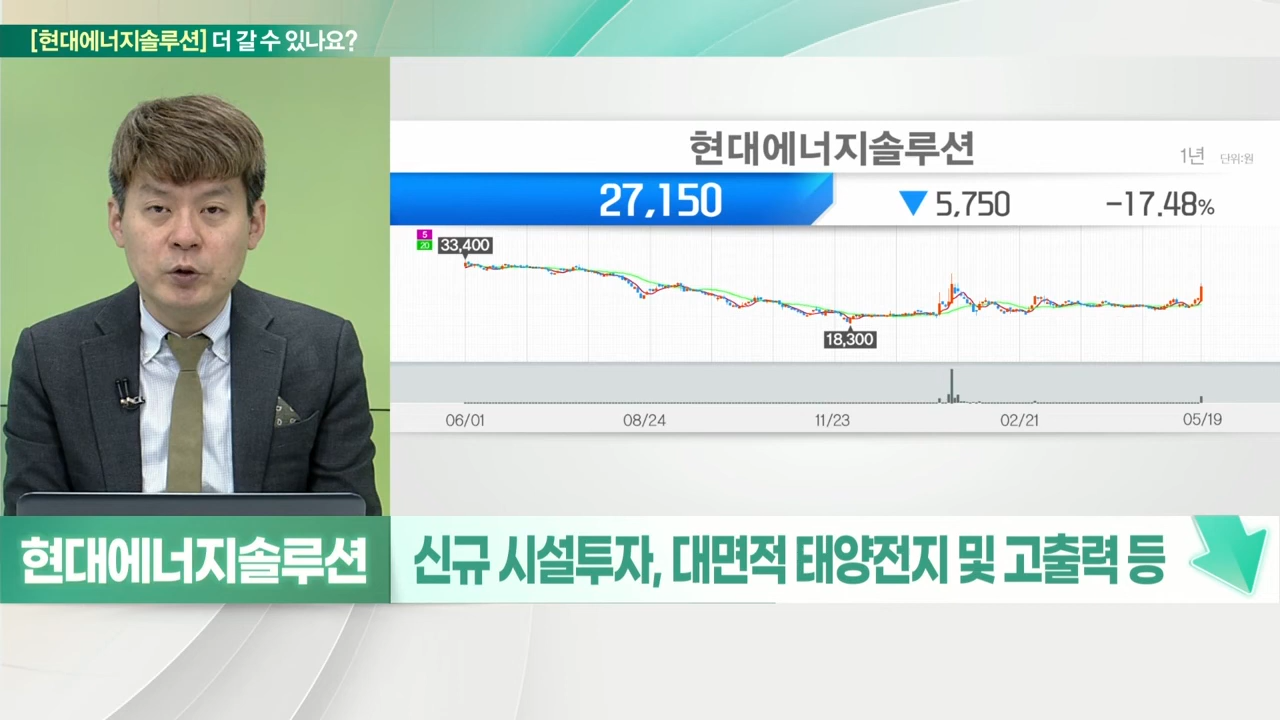 [현대에너지솔루션] 더 갈 수 있나요?
현대에너지솔루션
1년 단위:원
27,150 ▼ 5,750 -17.48%
5
20
33,400
18,300
06/01 08/24 11/23 02/21 05/19
현대에너지솔루션
신규 시설투자, 대면적 태양전지 및 고출력 등